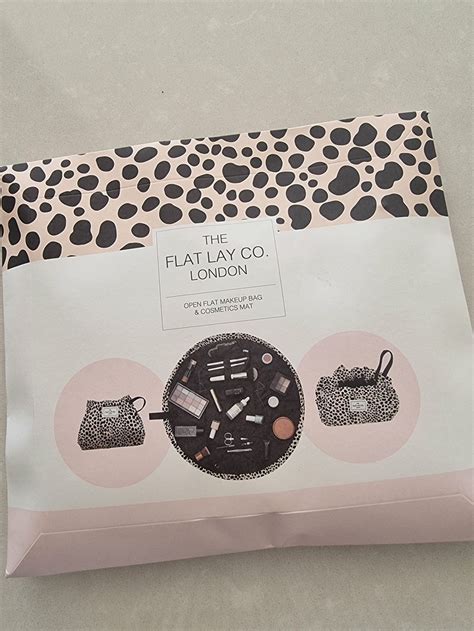 THE
FLAT LAY CO.
LONDON
OPEN FLAT MAKEUP BAG
& COSMETICS MAT